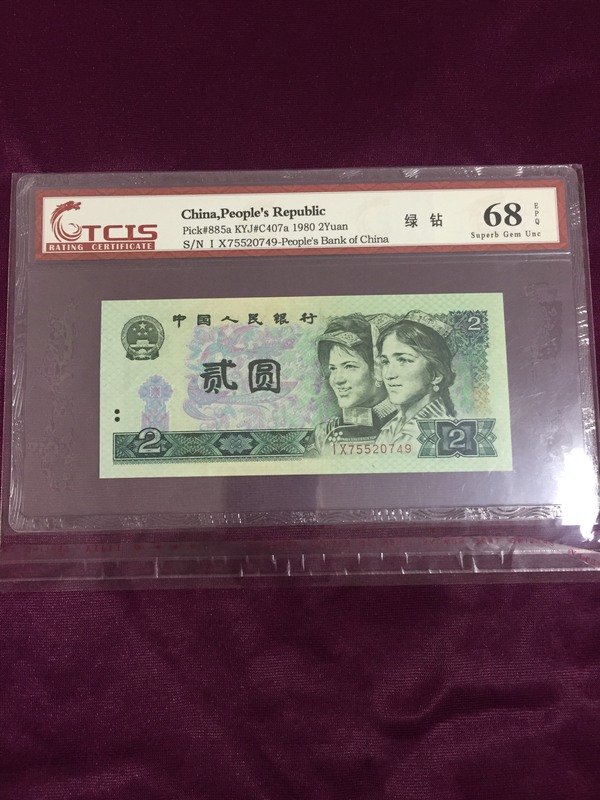 TCIS
RATING CERTIFICATE
China,People's Republic
Pick#885a KYJ#C407a 1980 2Yuan
S/N I X75520749-People's Bank of China
绿 钻
68 EPQ
Superb Gem Unc
中国人民银行
2
贰圆
2
IX75520749
2